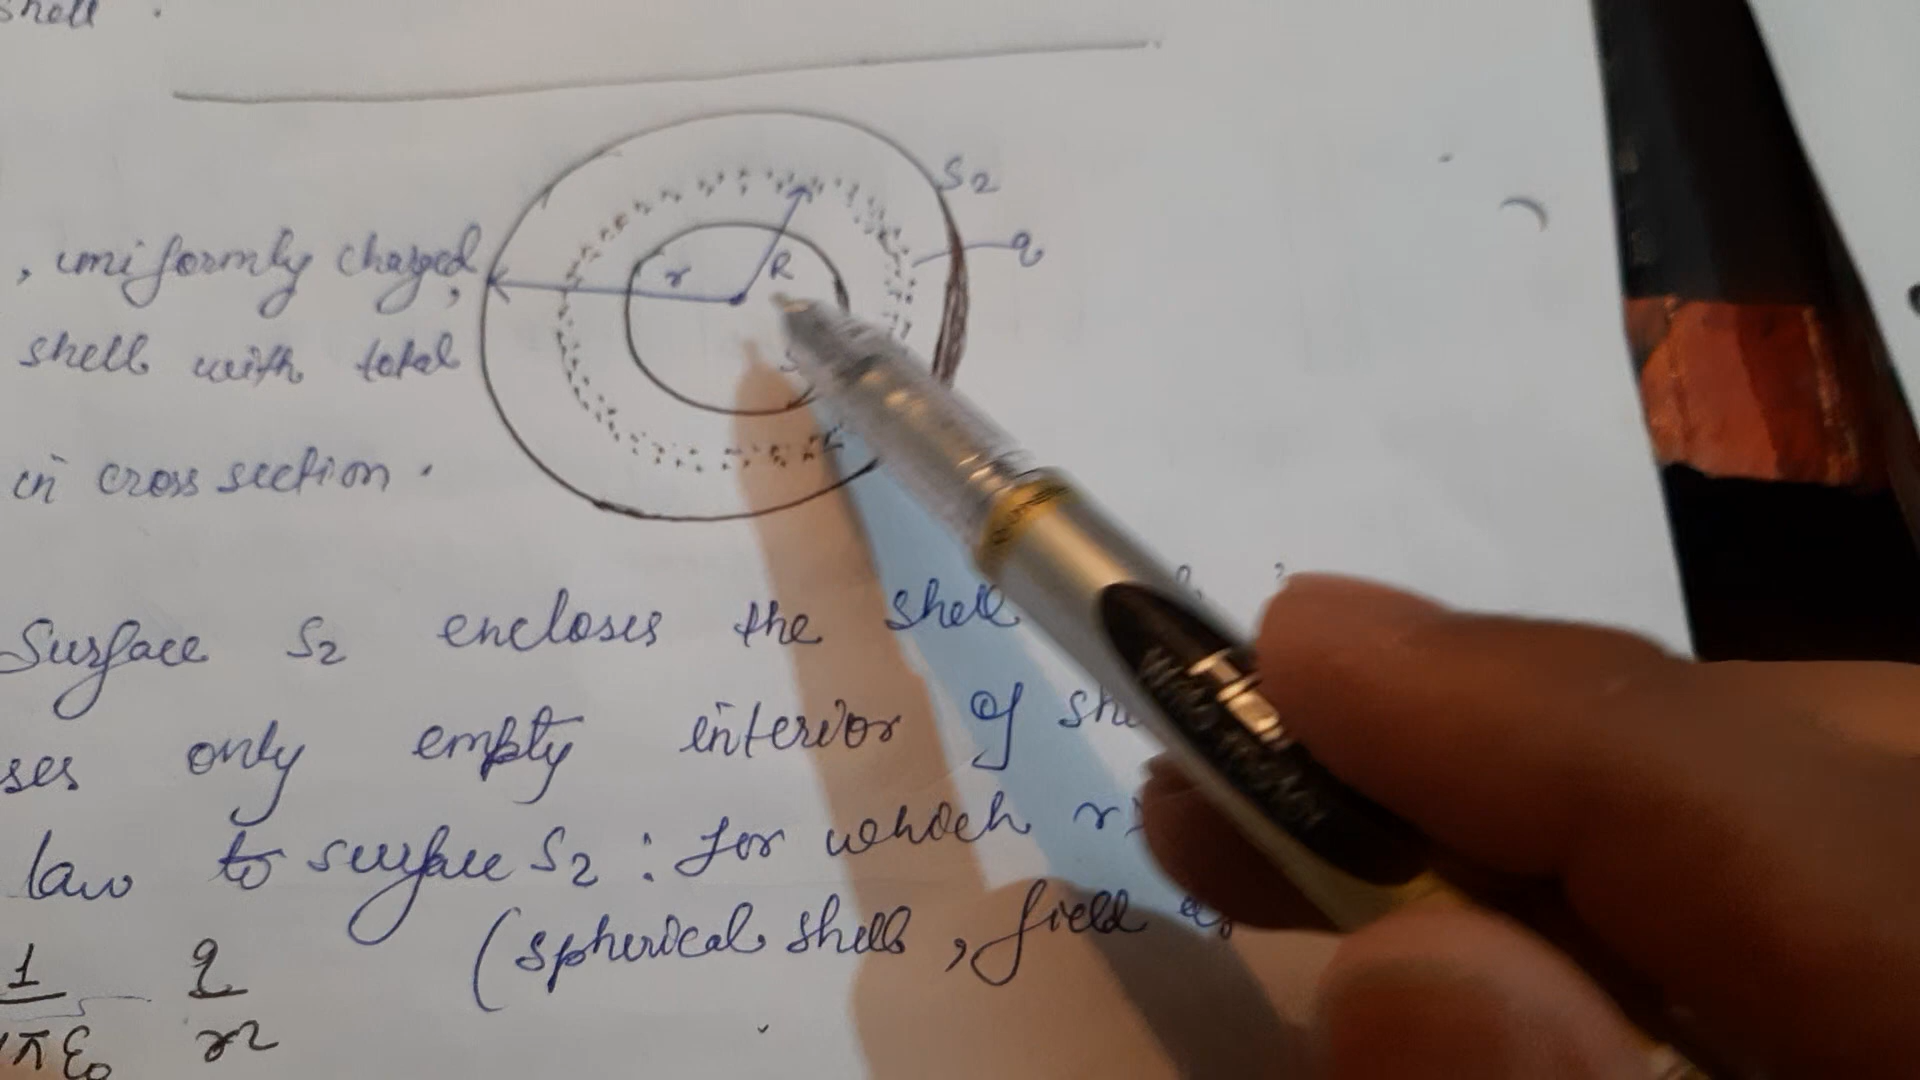 shell .
S2
, uniformly charged, q
r R
shell with total
in cross section .
Surface S2 encloses the shell
ses only empty interior of
law to surface S2 : for which r
(spherical shell , field
1 q
πε0 r2